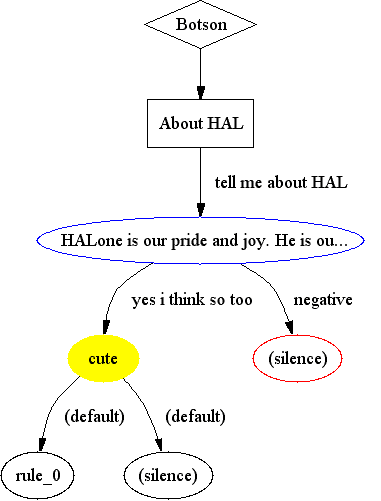 Botson
About HAL
tell me about HAL
HALone is our pride and joy. He is ou...
yes i think so too
negative
cute
(silence)
(default)
(default)
rule_0
(silence)